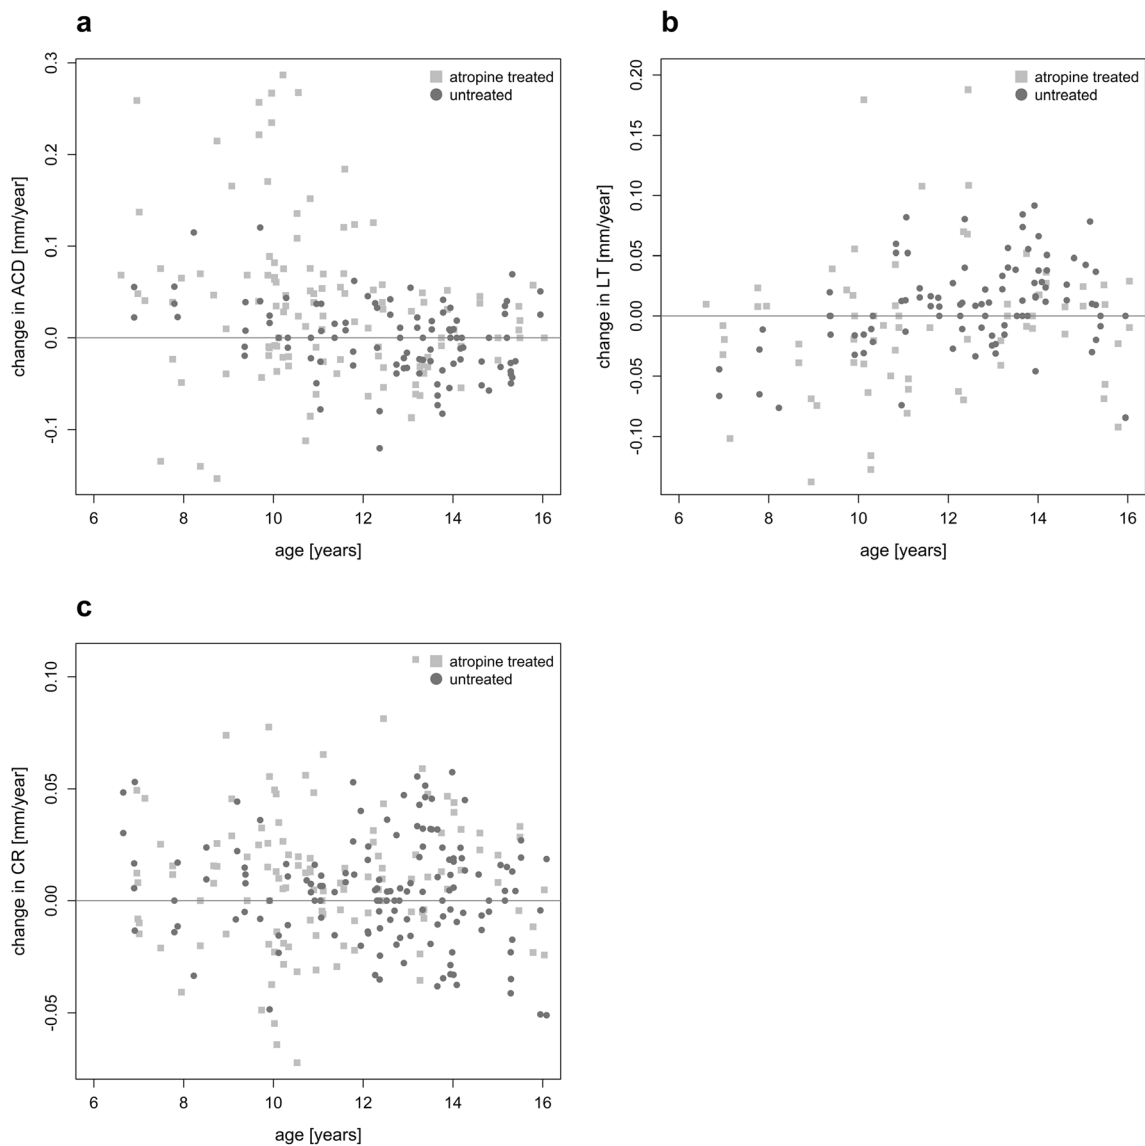 a
0.3
0.2
0.1
0.0
-0.1
change in ACD [mm/year]
atropine treated
untreated
6 8 10 12 14 16
age [years]
b
0.20
0.15
0.10
0.05
0.00
-0.05
-0.10
change in LT [mm/year]
atropine treated
untreated
6 8 10 12 14 16
age [years]
c
0.10
0.05
0.00
-0.05
change in CR [mm/year]
atropine treated
untreated
6 8 10 12 14 16
age [years]